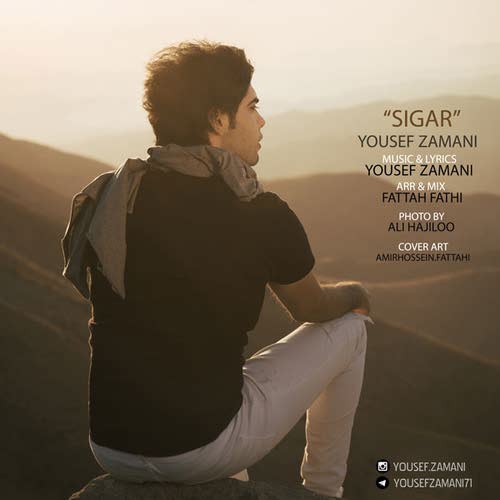 “SIGAR”
YOUSEF ZAMANI
MUSIC & LYRICS
YOUSEF ZAMANI
ARR & MIX
FATTAH FATHI
PHOTO BY
ALI HAJILOO
COVER ART
AMIRHOSSEIN.FATTAHI
YOUSEF.ZAMANI
YOUSEFZAMANI71